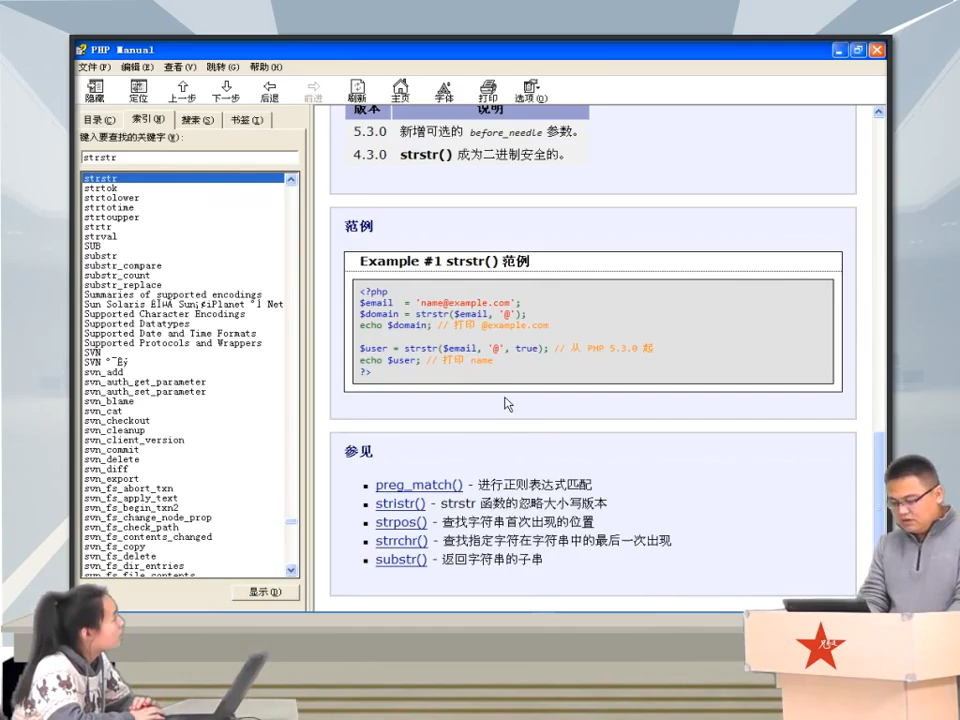 PHP Manual
文件(F) 编辑(E) 查看(V) 跳转(G) 帮助(H)
隐藏 定位 上一步 下一步 后退 前进 刷新 主页 字体 打印 选项(O)
目录(C) 索引(N) 搜索(S) 书签(I)
键入要查找的关键字(W):
strstr
strstr
strtok
strtolower
strtotime
strtoupper
strtr
strval
SUB
substr
substr_compare
substr_count
substr_replace
Summaries of supported encodings
Supported Character Encodings
Supported Datatypes
Supported Date and Time Formats
Supported Protocols and Wrappers
SVN
SVN
svn_add
svn_auth_get_parameter
svn_auth_set_parameter
svn_blame
svn_cat
svn_checkout
svn_cleanup
svn_client_version
svn_commit
svn_delete
svn_diff
svn_export
svn_fs_abort_txn
svn_fs_apply_text
svn_fs_begin_txn2
svn_fs_change_node_prop
svn_fs_check_path
svn_fs_contents_changed
svn_fs_copy
svn_fs_delete
svn_fs_dir_entries
svn_fs_file_contents
显示(D)
版本 说明
5.3.0 新增可选的 before_needle 参数。
4.3.0 strstr() 成为二进制安全的。
范例
Example #1 strstr() 范例
<?php
$email  = 'name@example.com';
$domain = strstr($email, '@');
echo $domain; // 打印 @example.com
$user = strstr($email, '@', true); // 从 PHP 5.3.0 起
echo $user; // 打印 name
?>
参见
preg_match() - 进行正则表达式匹配
stristr() - strstr 函数的忽略大小写版本
strpos() - 查找字符串首次出现的位置
strrchr() - 查找指定字符在字符串中的最后一次出现
substr() - 返回字符串的子串